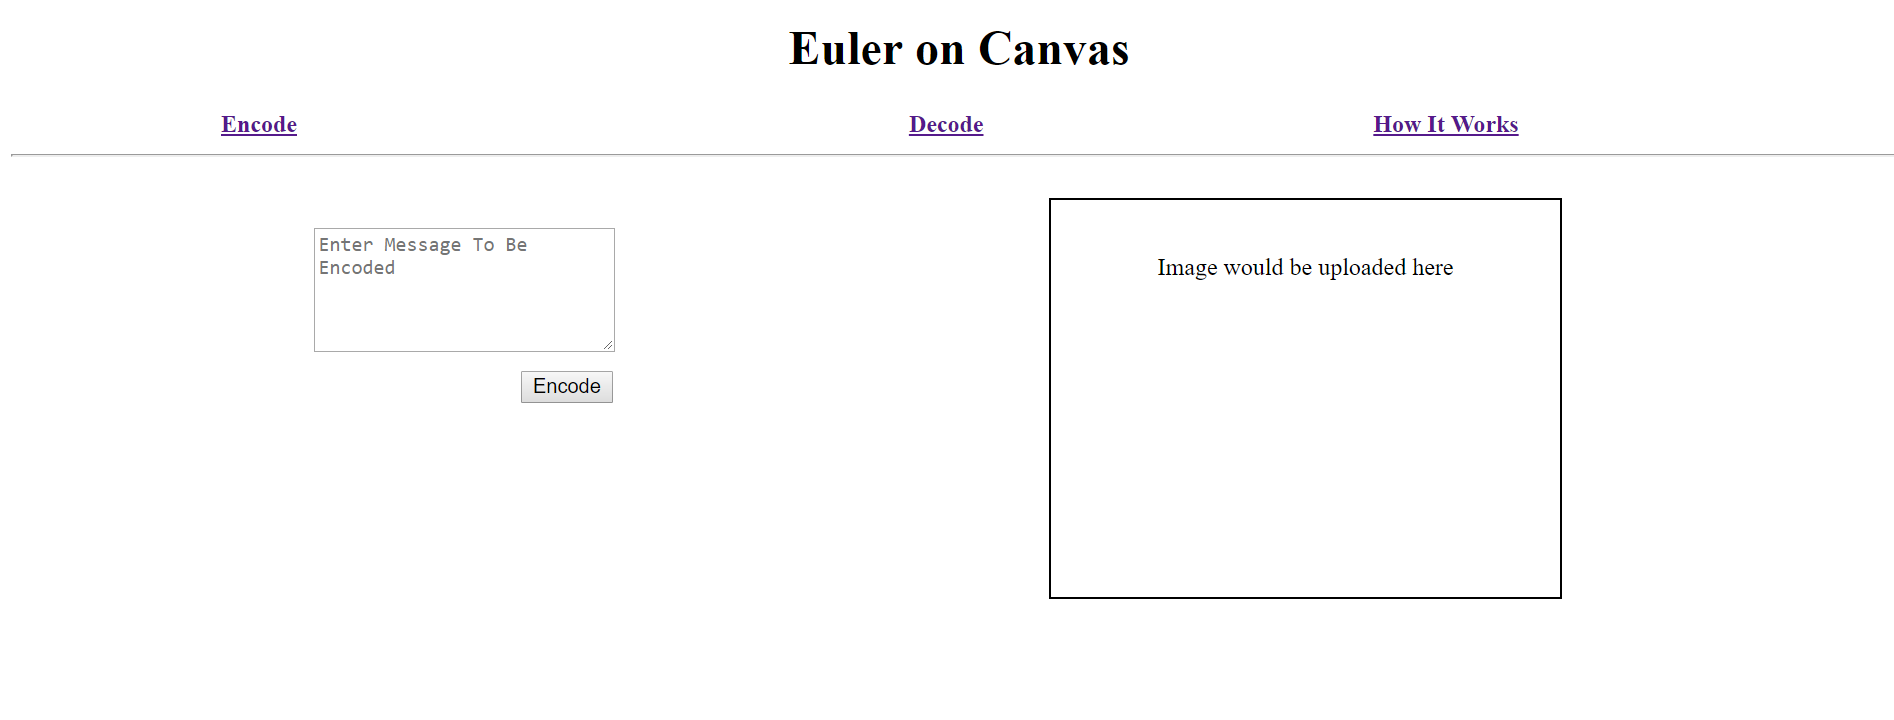 Euler on Canvas
Encode
Decode
How It Works
Enter Message To Be
Encoded
Encode
Image would be uploaded here